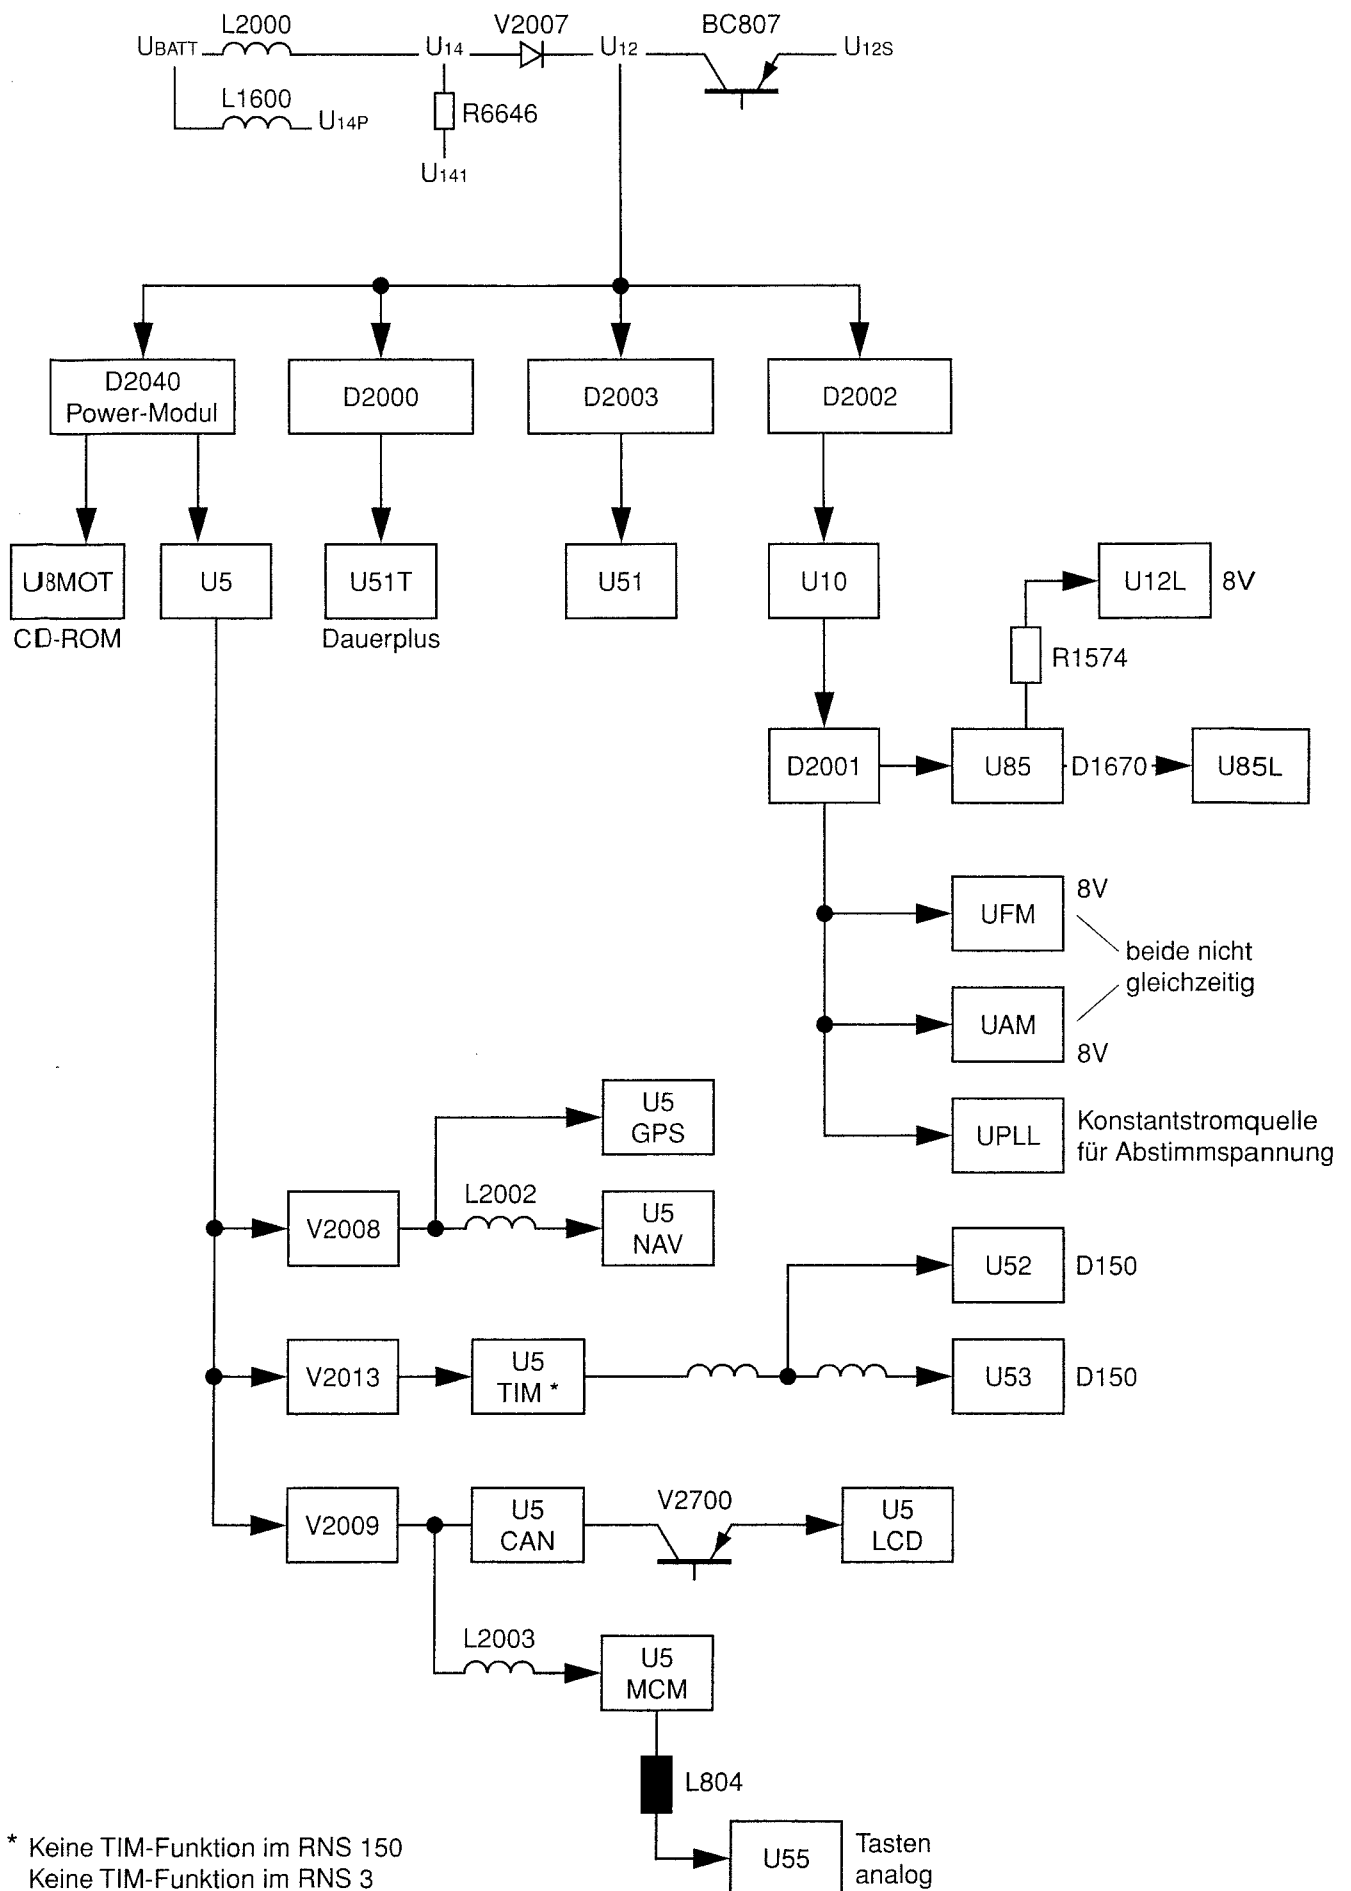 L2000
V2007
BC807
UBATT
U14
U12
U12S
L1600
U14P
R6646
U141
D2040
Power-Modul
D2000
D2003
D2002
U8MOT
U5
U51T
U51
U10
U12L
8V
CD-ROM
Dauerplus
R1574
D2001
U85
D1670
U85L
8V
UFM
beide nicht
gleichzeitig
UAM
8V
U5
GPS
UPLL
Konstantstromquelle
für Abstimmspannung
L2002
V2008
U5
NAV
U52
D150
V2013
U5
TIM *
U53
D150
V2009
U5
CAN
V2700
U5
LCD
L2003
U5
MCM
L804
U55
Tasten
analog
* Keine TIM-Funktion im RNS 150
Keine TIM-Funktion im RNS 3